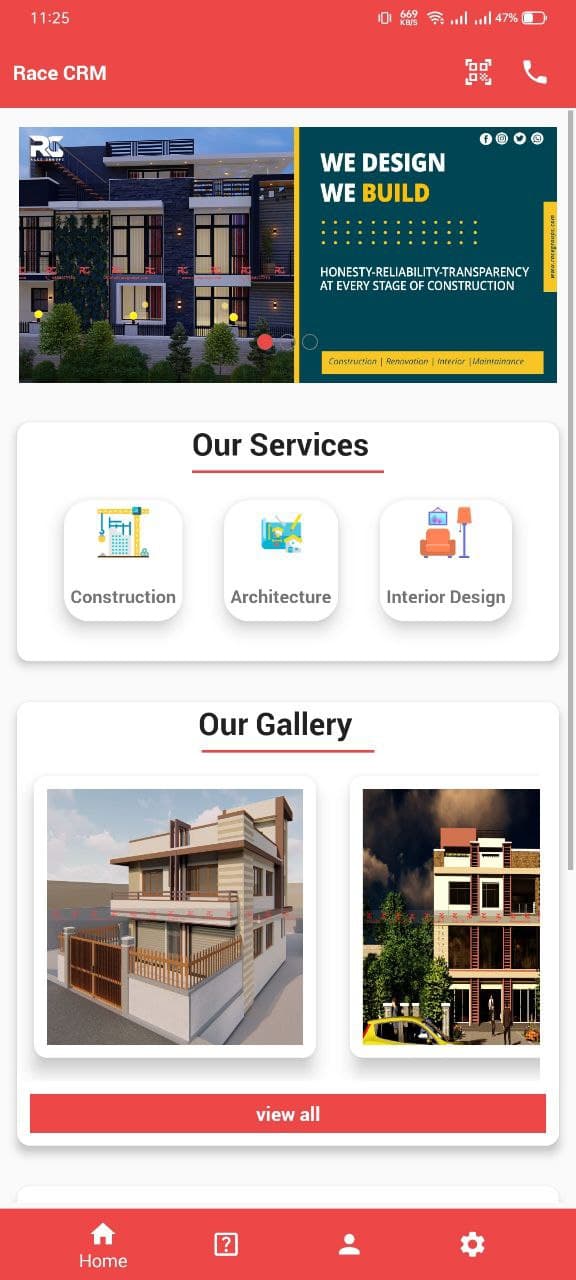 11:25
669
KB/S
47%
Race CRM
RG
WE DESIGN
WE BUILD
HONESTY-RELIABILITY-TRANSPARENCY
AT EVERY STAGE OF CONSTRUCTION
Construction | Renovation | Interior |Maintainance
Our Services
Construction
Architecture
Interior Design
Our Gallery
view all
Home